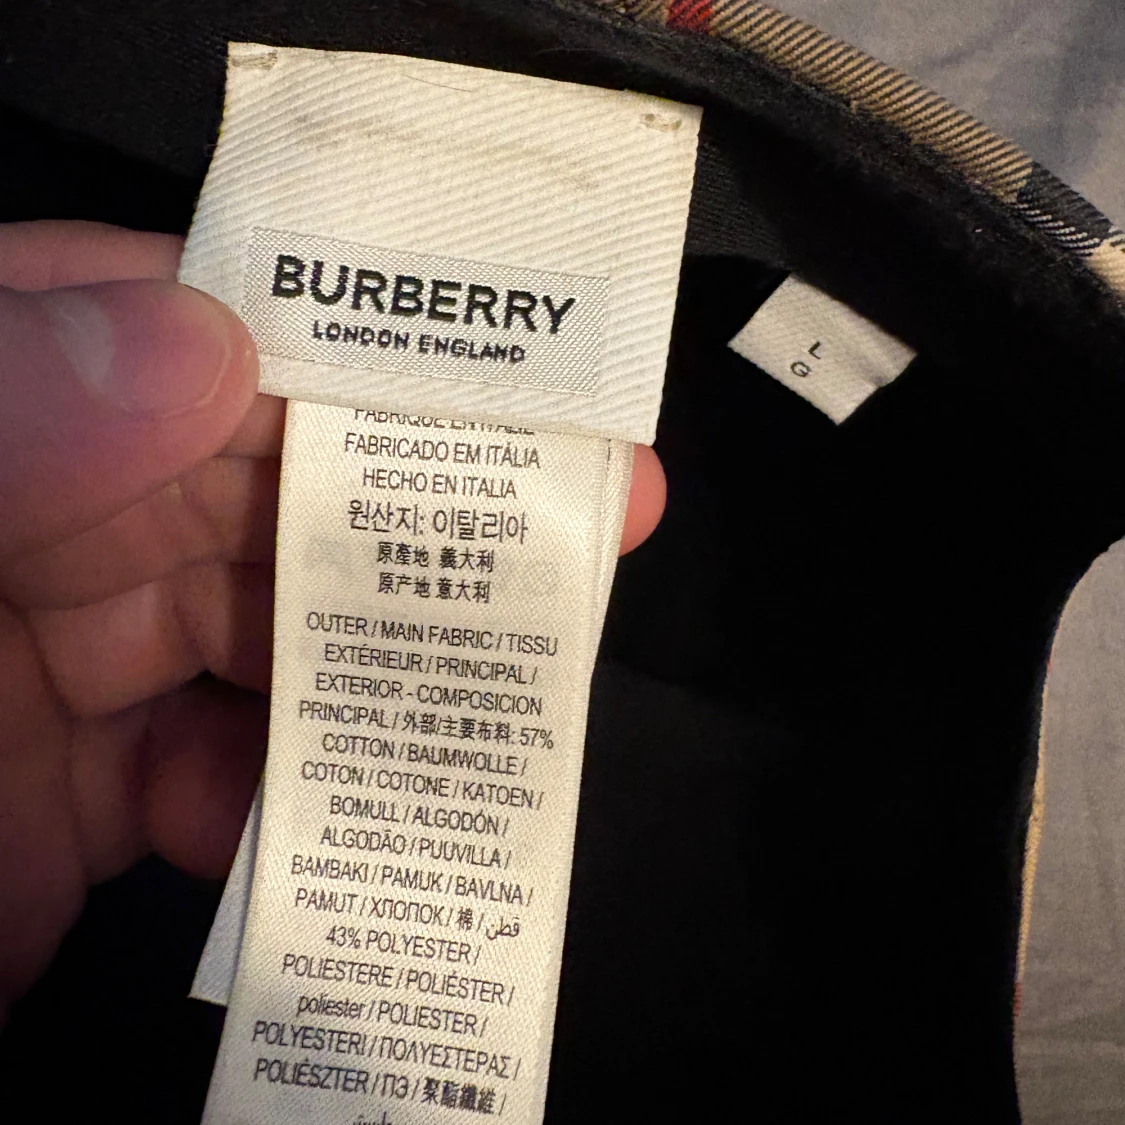 BURBERRY
LONDON ENGLAND
L
G
FABRIQUÉ EN ITALIE
FABRICADO EM ITÁLIA
HECHO EN ITALIA
원산지: 이탈리아
原產地 義大利
原产地 意大利
OUTER / MAIN FABRIC / TISSU
EXTÉRIEUR / PRINCIPAL /
EXTERIOR - COMPOSICION
PRINCIPAL / 外部/主要布料: 57%
COTTON / BAUMWOLLE /
COTON / COTONE / KATOEN /
BOMULL / ALGODÓN /
ALGODÃO / PUUVILLA /
BAMBAKI / PAMUK / BAVLNA /
PAMUT / ХЛОПОК / 棉 / قطن
43% POLYESTER /
POLIESTERE / POLIÉSTER /
poliester / POLIESTER /
POLYESTERI / ΠΟΛΥΕΣΤΕΡΑΣ /
POLIÉSZTER / ПЭ / 聚酯纖維 /